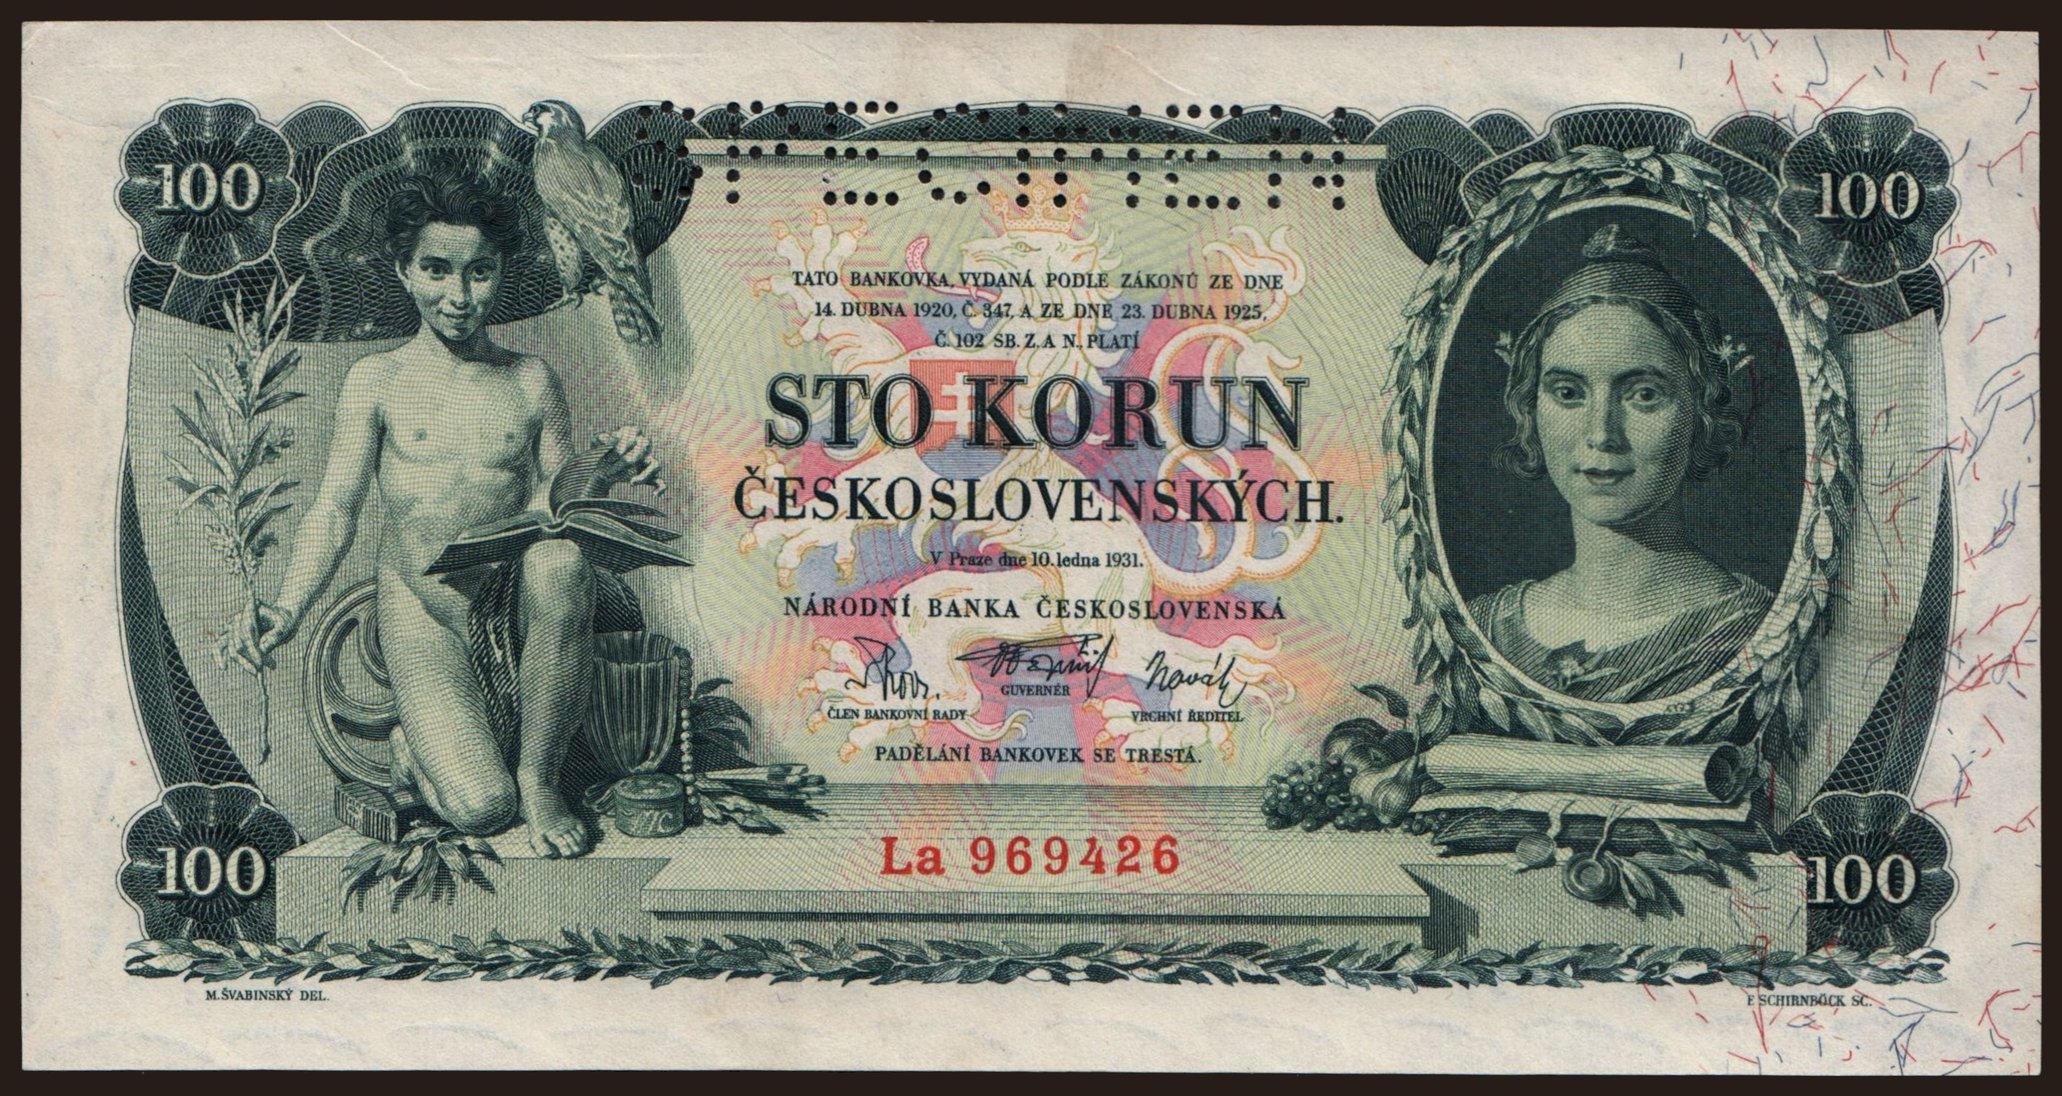 SPECIMEN
100
100
TATO BANKOVKA, VYDANÁ PODLE ZÁKONŮ ZE DNE
14. DUBNA 1920, Č. 347, A ZE DNE 23. DUBNA 1925,
Č. 102 SB. Z. A N., PLATÍ
STO KORUN
ČESKOSLOVENSKÝCH.
V Praze dne 10. ledna 1931.
NÁRODNÍ BANKA ČESKOSLOVENSKÁ
Novák
GUVERNÉR
ČLEN BANKOVNÍ RADY
VRCHNÍ ŘEDITEL
PADĚLÁNÍ BANKOVEK SE TRESTÁ.
La 969426
100
100
M. ŠVABINSKÝ DEL.
F. SCHIRNBÖCK SC.